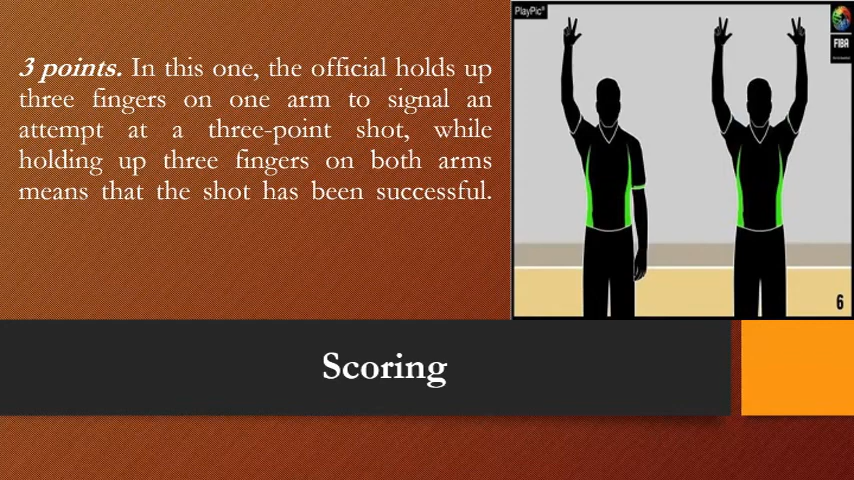 3 points. In this one, the official holds up
three fingers on one arm to signal an
attempt at a three-point shot, while
holding up three fingers on both arms
means that the shot has been successful.
PlayPic®
FIBA
6
Scoring